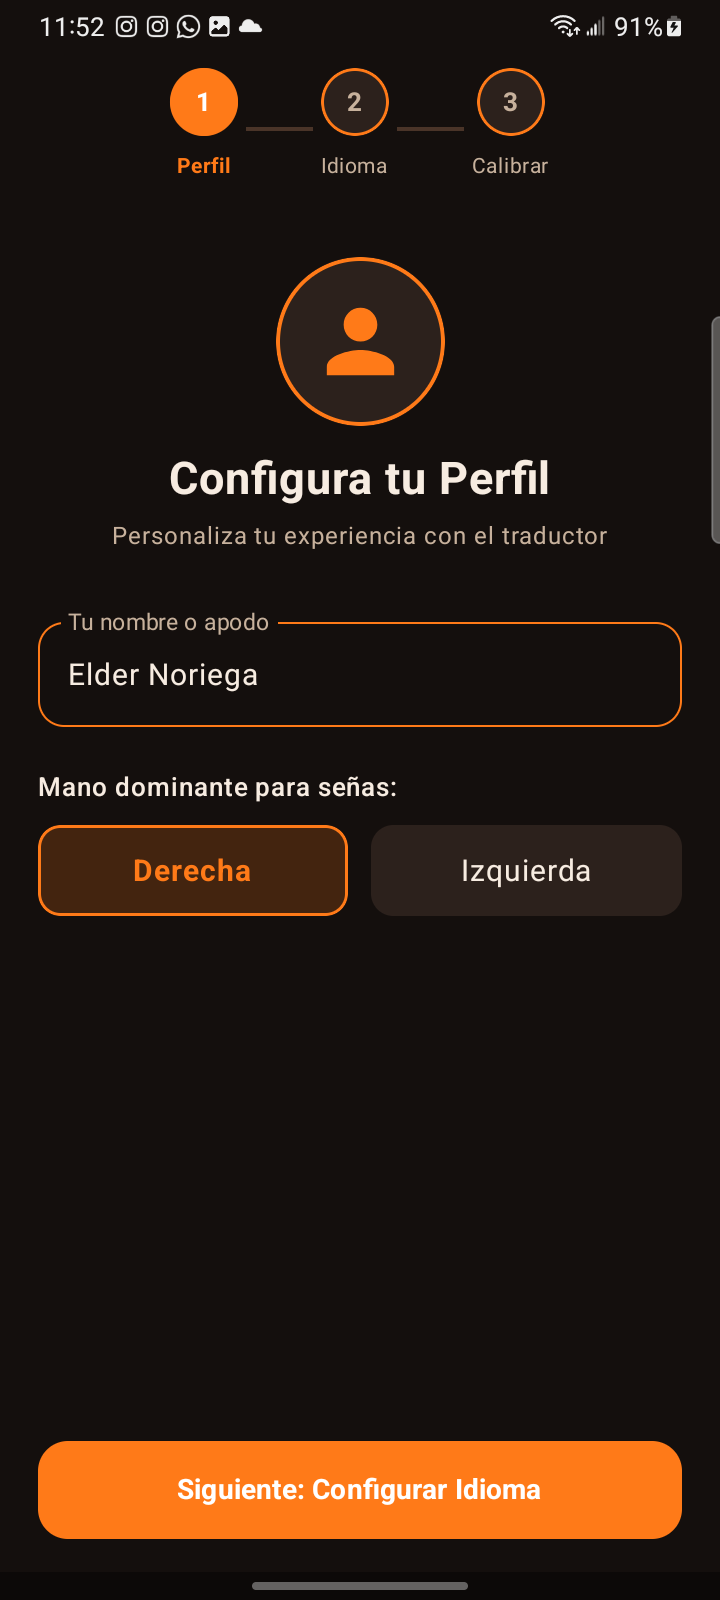 11:52 91%
1 2 3
Perfil Idioma Calibrar
Configura tu Perfil
Personaliza tu experiencia con el traductor
Tu nombre o apodo
Elder Noriega
Mano dominante para señas:
Derecha Izquierda
Siguiente: Configurar Idioma